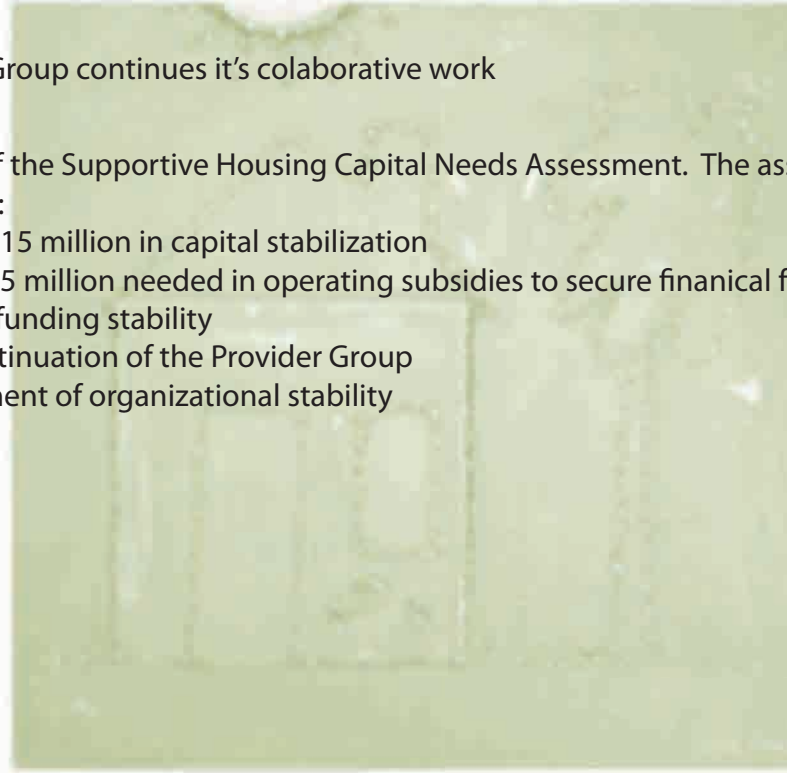 Group continues it's colaborative work
f the Supportive Housing Capital Needs Assessment. The ass
:
15 million in capital stabilization
5 million needed in operating subsidies to secure finanical f
funding stability
tinuation of the Provider Group
ent of organizational stability